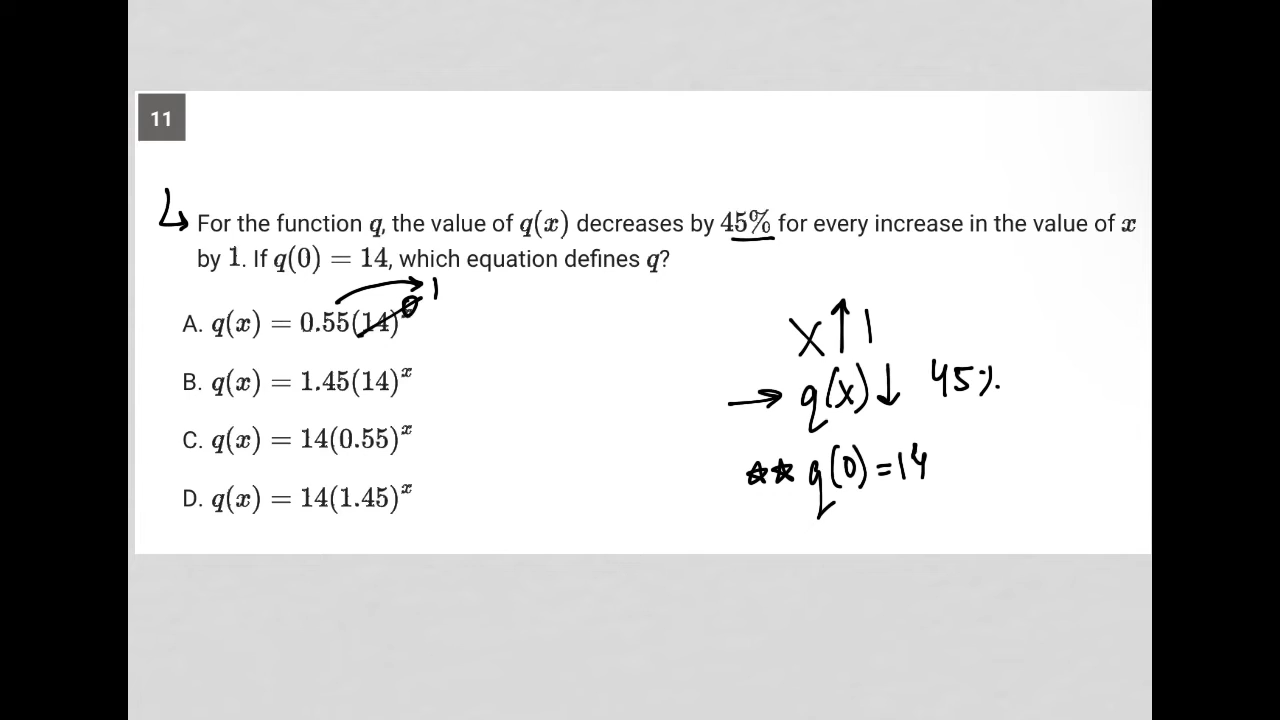 11
For the function q, the value of q(x) decreases by 45% for every increase in the value of x
by 1. If q(0) = 14, which equation defines q?
1
A. q(x) = 0.55(14)^0
B. q(x) = 1.45(14)^x
C. q(x) = 14(0.55)^x
D. q(x) = 14(1.45)^x
x↑ 1
→ q(x)↓ 45%
☆☆ q(0) = 14